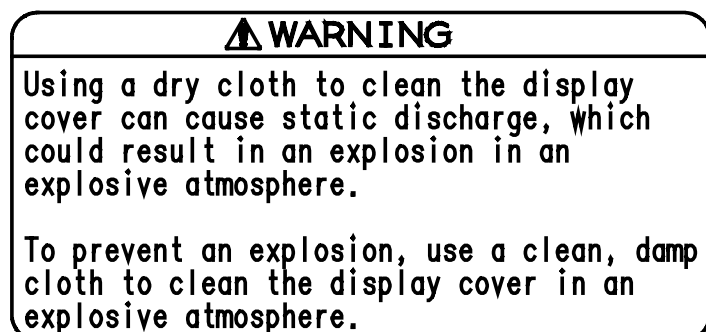 WARNING
Using a dry cloth to clean the display
cover can cause static discharge, which
could result in an explosion in an
explosive atmosphere.
To prevent an explosion, use a clean, damp
cloth to clean the display cover in an
explosive atmosphere.